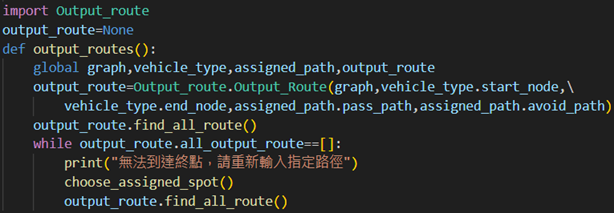 import Output_route
output_route=None
def output_routes():
    global graph,vehicle_type,assigned_path,output_route
    output_route=Output_route.Output_Route(graph,vehicle_type.start_node,\
        vehicle_type.end_node,assigned_path.pass_path,assigned_path.avoid_path)
    output_route.find_all_route()
    while output_route.all_output_route==[]:
        print("無法到達終點，請重新輸入指定路徑")
        choose_assigned_spot()
        output_route.find_all_route()